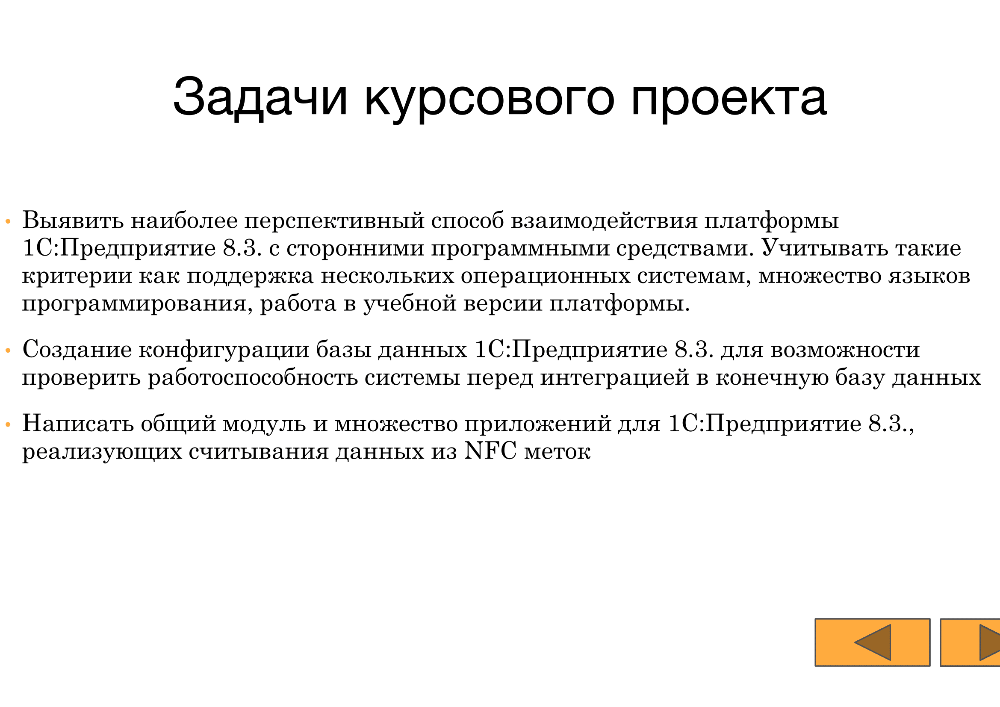 Задачи курсового проекта
• Выявить наиболее перспективный способ взаимодействия платформы
1С:Предприятие 8.3. с сторонними программными средствами. Учитывать такие
критерии как поддержка нескольких операционных системам, множество языков
программирования, работа в учебной версии платформы.
• Создание конфигурации базы данных 1С:Предприятие 8.3. для возможности
проверить работоспособность системы перед интеграцией в конечную базу данных
• Написать общий модуль и множество приложений для 1С:Предприятие 8.3.,
реализующих считывания данных из NFC меток